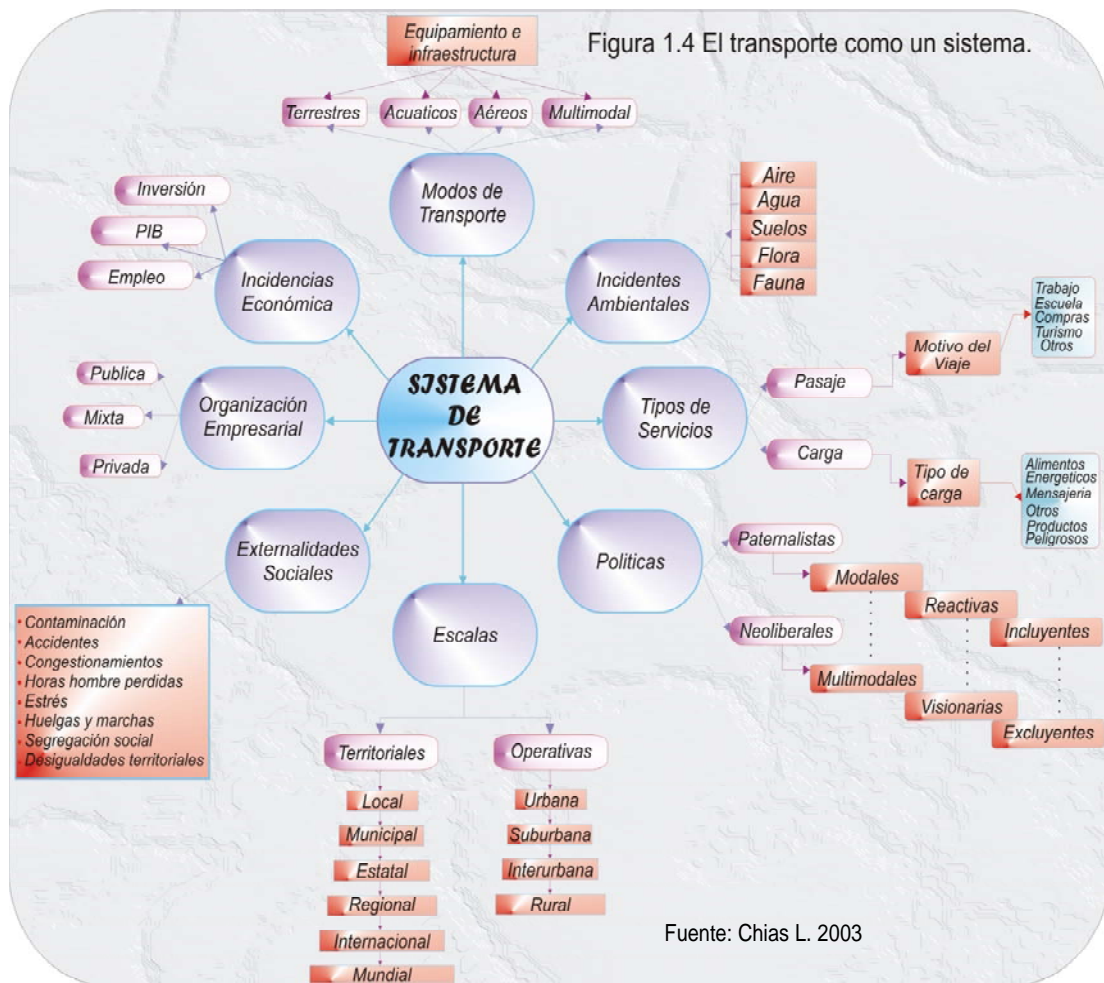 Figura 1.4 El transporte como un sistema.
Equipamiento e
infraestructura
Terrestres
Acuaticos
Aéreos
Multimodal
Modos de
Transporte
Inversión
PIB
Empleo
Incidencias
Económica
Incidentes
Ambientales
Aire
Agua
Suelos
Flora
Fauna
Publica
Mixta
Privada
Organización
Empresarial
SISTEMA
DE
TRANSPORTE
Tipos de
Servicios
Pasaje
Motivo del
Viaje
Trabajo
Escuela
Compras
Turismo
Otros
Carga
Tipo de
carga
Alimentos
Energeticos
Mensajeria
Otros
Productos
Peligrosos
Externalidades
Sociales
Contaminación
Accidentes
Congestionamientos
Horas hombre perdidas
Estrés
Huelgas y marchas
Segregación social
Desigualdades territoriales
Escalas
Politicas
Paternalistas
Modales
Reactivas
Incluyentes
Neoliberales
Multimodales
Visionarias
Excluyentes
Territoriales
Local
Municipal
Estatal
Regional
Internacional
Mundial
Operativas
Urbana
Suburbana
Interurbana
Rural
Fuente: Chias L. 2003